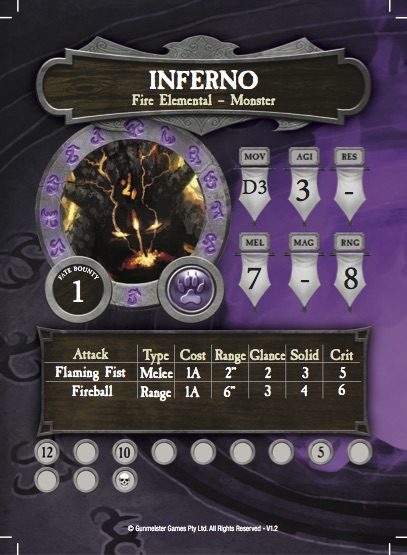 INFERNO
Fire Elemental – Monster
MOV AGI RES
D3 3 -
MEL MAG RNG
7 - 8
FATE BOUNTY
1
Attack Type Cost Range Glance Solid Crit
Flaming Fist Melee 1A 2" 2 3 5
Fireball Range 1A 6" 3 4 6
12 10 5
© Gunmeister Games Pty Ltd. All Rights Reserved - V1.2